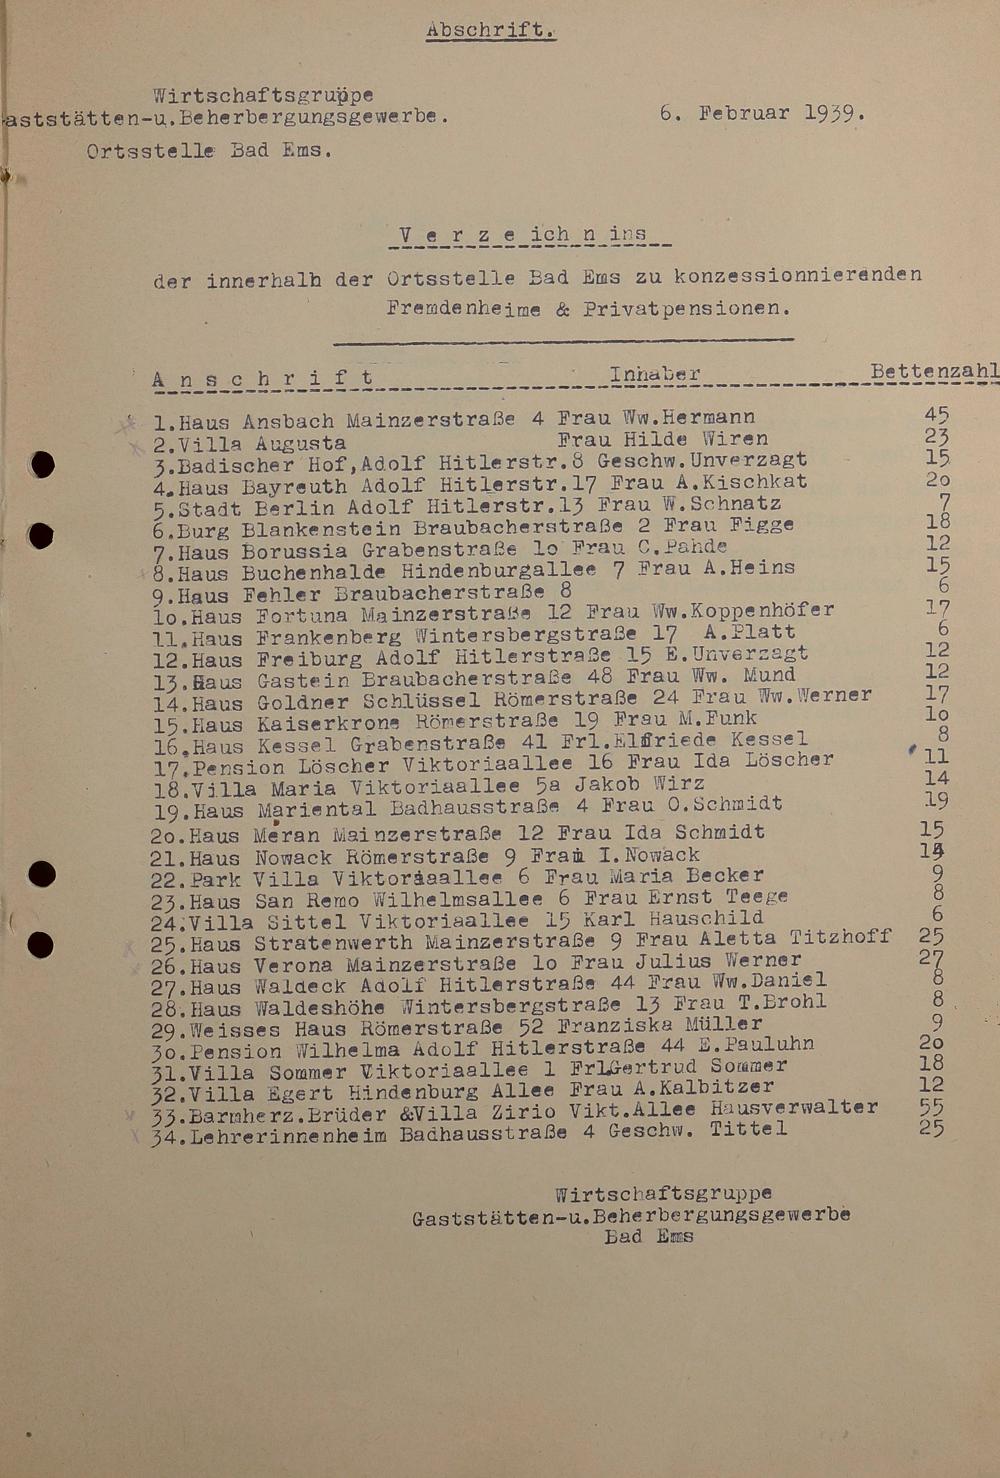 Abschrift.
Wirtschaftsgruppe
aststätten-u.Beherbergungsgewerbe.
6. Februar 1939.
Ortsstelle Bad Ems.
V e r z e ich n ins
der innerhalb der Ortsstelle Bad Ems zu konzessionnierenden
Fremdenheime & Privatpensionen.
A n s c h r i f t Inhaber Bettenzahl
1.Haus Ansbach Mainzerstraße 4 Frau Ww.Hermann 45
2.Villa Augusta Frau Hilde Wiren 23
3.Badischer Hof,Adolf Hitlerstr.8 Geschw.Unverzagt 15
4.Haus Bayreuth Adolf Hitlerstr.17 Frau A.Kischkat 2o
5.Stadt Berlin Adolf Hitlerstr.13 Frau W.Schnatz 7
6.Burg Blankenstein Braubacherstraße 2 Frau Figge 18
7.Haus Borussia Grabenstraße 1o Frau C.Pahde 12
8.Haus Buchenhalde Hindenburgallee 7 Frau A.Heins 15
9.Haus Fehler Braubacherstraße 8 6
1o.Haus Fortuna Mainzerstraße 12 Frau Ww.Koppenhöfer 17
11.Haus Frankenberg Wintersbergstraße 17 A.Platt 6
12.Haus Freiburg Adolf Hitlerstraße 15 E.Unverzagt 12
13.Haus Gastein Braubacherstraße 48 Frau Ww. Mund 12
14.Haus Goldner Schlüssel Römerstraße 24 Frau Ww.Werner 17
15.Haus Kaiserkrone Römerstraße 19 Frau M.Funk 1o
16.Haus Kessel Grabenstraße 41 Frl.Elfriede Kessel 8
17.Pension Löscher Viktoriaallee 16 Frau Ida Löscher 11
18.Villa Maria Viktoriaallee 5a Jakob Wirz 14
19.Haus Mariental Badhausstraße 4 Frau O.Schmidt 19
2o.Haus Meran Mainzerstraße 12 Frau Ida Schmidt 15
21.Haus Nowack Römerstraße 9 Frau I.Nowack 14
22.Park Villa Viktoriaallee 6 Frau Maria Becker 9
23.Haus San Remo Wilhelmsallee 6 Frau Ernst Teege 8
24.Villa Sittel Viktoriaallee 15 Karl Hauschild 6
25.Haus Stratenwerth Mainzerstraße 9 Frau Aletta Titzhoff 25
26.Haus Verona Mainzerstraße 1o Frau Julius Werner 27
27.Haus Waldeck Adolf Hitlerstraße 44 Frau Ww.Daniel 8
28.Haus Waldeshöhe Wintersbergstraße 13 Frau T.Brohl 8
29.Weisses Haus Römerstraße 52 Franziska Müller 9
3o.Pension Wilhelma Adolf Hitlerstraße 44 E.Pauluhn 2o
31.Villa Sommer Viktoriaallee 1 Frl.Gertrud Sommer 18
32.Villa Egert Hindenburg Allee Frau A.Kalbitzer 12
33.Barmherz.Brüder &Villa Zirio Vikt.Allee Hausverwalter 55
34.Lehrerinnenheim Badhausstraße 4 Geschw. Tittel 25
Wirtschaftsgruppe
Gaststätten-u.Beherbergungsgewerbe
Bad Ems